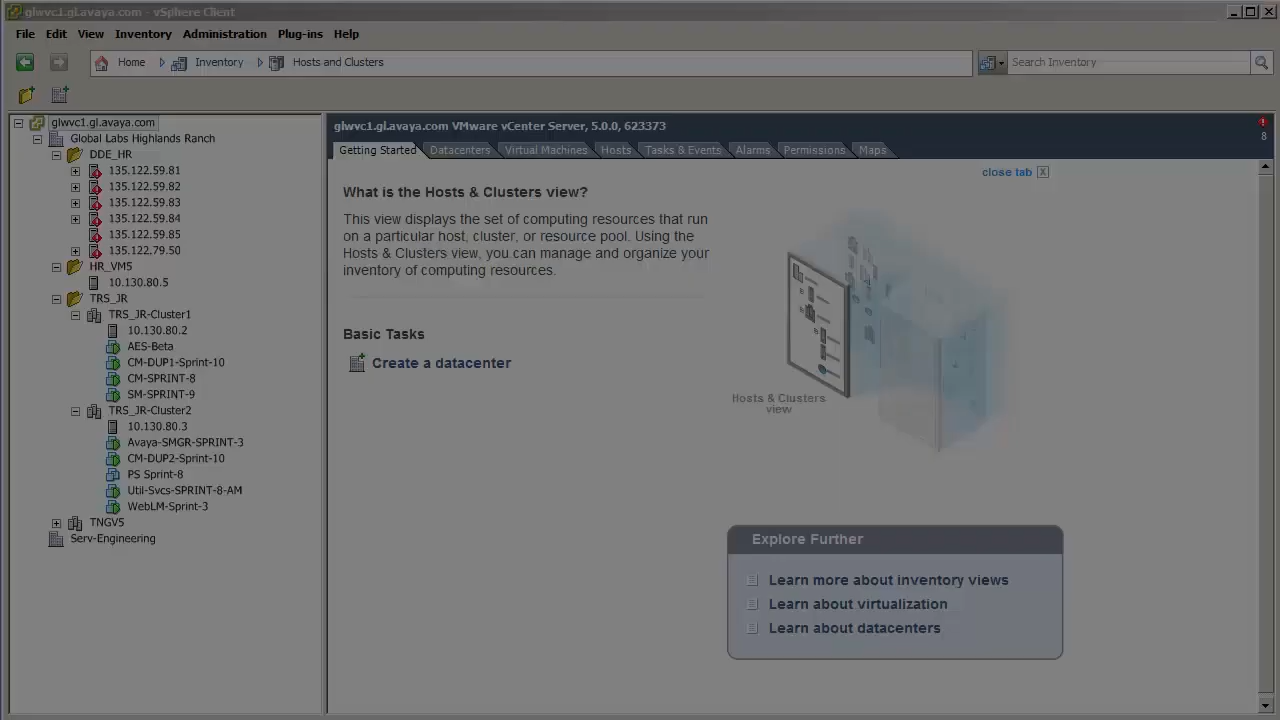 glwvc1.gl.avaya.com - vSphere Client
File Edit View Inventory Administration Plug-ins Help
Home Inventory Hosts and Clusters Search Inventory
glwvc1.gl.avaya.com
Global Labs Highlands Ranch
DDE_HR
135.122.59.81
135.122.59.82
135.122.59.83
135.122.59.84
135.122.59.85
135.122.79.50
HR_VM5
10.130.80.5
TRS_JR
TRS_JR-Cluster1
10.130.80.2
AES-Beta
CM-DUP1-Sprint-10
CM-SPRINT-8
SM-SPRINT-9
TRS_JR-Cluster2
10.130.80.3
Avaya-SMGR-SPRINT-3
CM-DUP2-Sprint-10
PS Sprint-8
Util-Svcs-SPRINT-8-AM
WebLM-Sprint-3
TNGV5
Serv-Engineering
glwvc1.gl.avaya.com VMware vCenter Server, 5.0.0, 623373
8
Getting Started Datacenters Virtual Machines Hosts Tasks & Events Alarms Permissions Maps
close tab X
What is the Hosts & Clusters view?
This view displays the set of computing resources that run
on a particular host, cluster, or resource pool. Using the
Hosts & Clusters view, you can manage and organize your
inventory of computing resources.
Basic Tasks
Create a datacenter
Hosts & Clusters
view
Explore Further
Learn more about inventory views
Learn about virtualization
Learn about datacenters